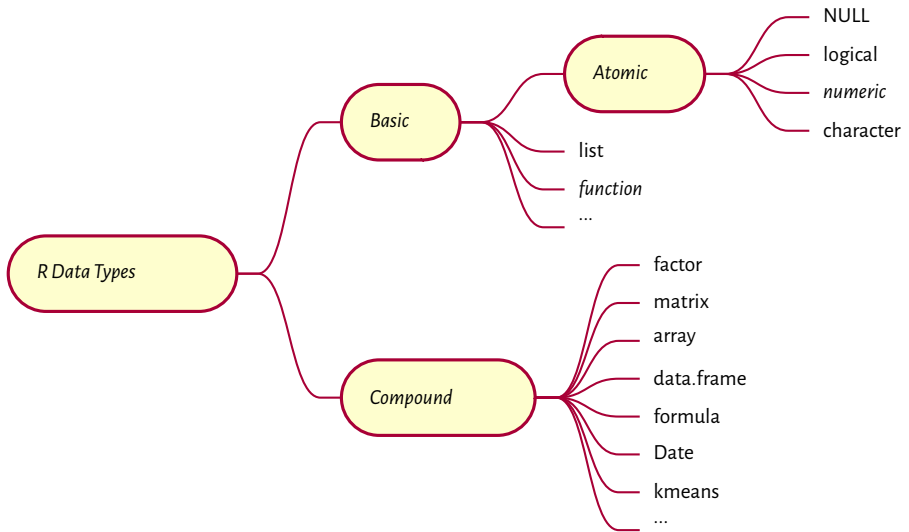 R Data Types
Basic
Atomic
NULL
logical
numeric
character
list
function
...
Compound
factor
matrix
array
data.frame
formula
Date
kmeans
...